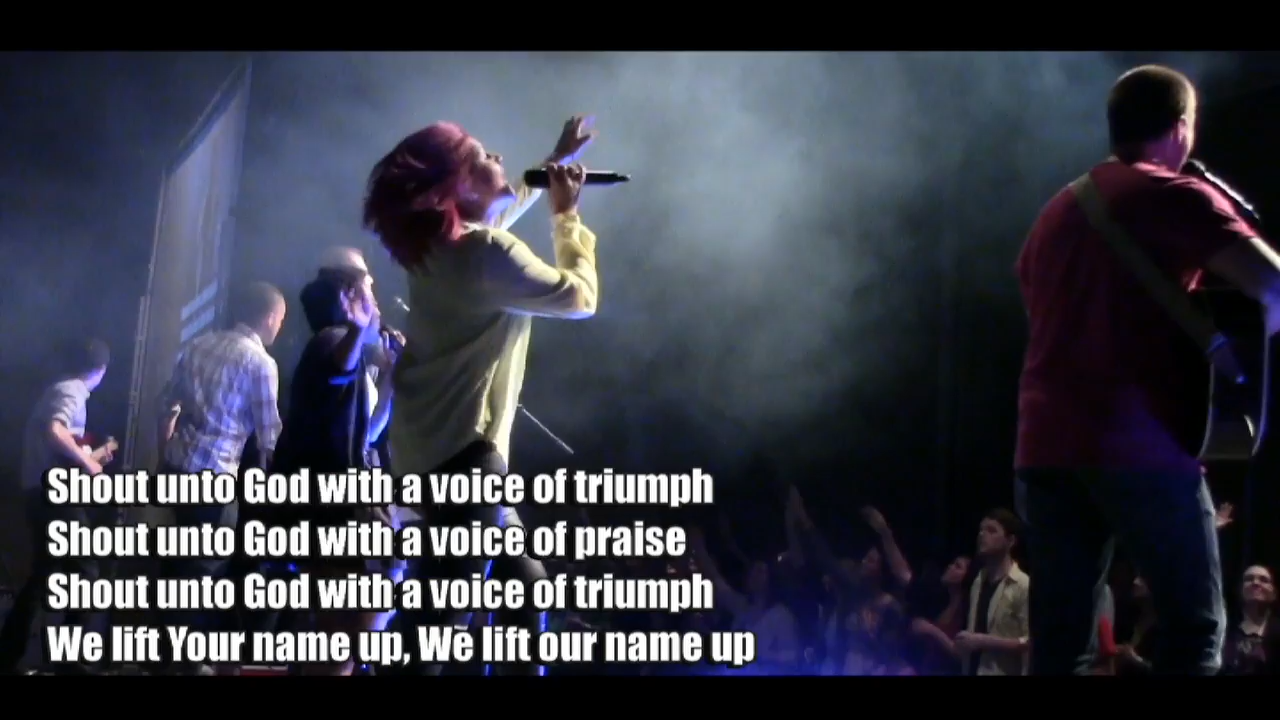 Shout unto God with a voice of triumph
Shout unto God with a voice of praise
Shout unto God with a voice of triumph
We lift Your name up, We lift our name up